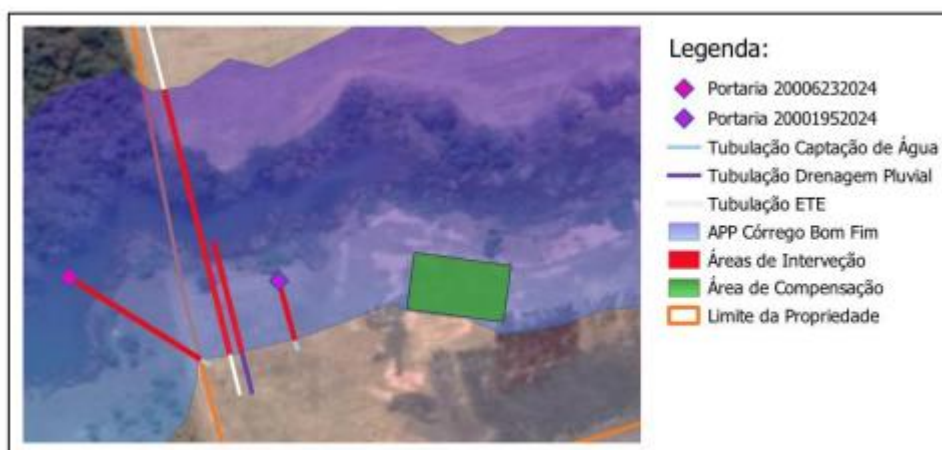 Legenda:
Portaria 20006232024
Portaria 20001952024
Tubulação Captação de Água
Tubulação Drenagem Pluvial
Tubulação ETE
APP Córrego Bom Fim
Áreas de Interveção
Área de Compensação
Limite da Propriedade